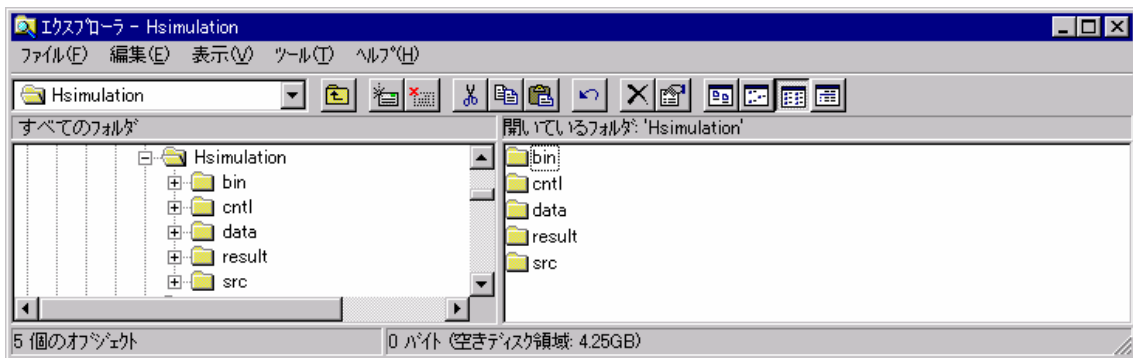 ｴｸｽﾌﾟﾛｰﾗ - Hsimulation
ﾌｧｲﾙ(F) 編集(E) 表示(V) ﾂｰﾙ(T) ﾍﾙﾌﾟ(H)
Hsimulation
すべてのﾌｫﾙﾀﾞ
開いているﾌｫﾙﾀﾞ: 'Hsimulation'
Hsimulation
bin
cntl
data
result
src
bin
cntl
data
result
src
5 個のｵﾌﾞｼﾞｪｸﾄ
0 ﾊﾞｲﾄ (空きﾃﾞｨｽｸ領域: 4.25GB)